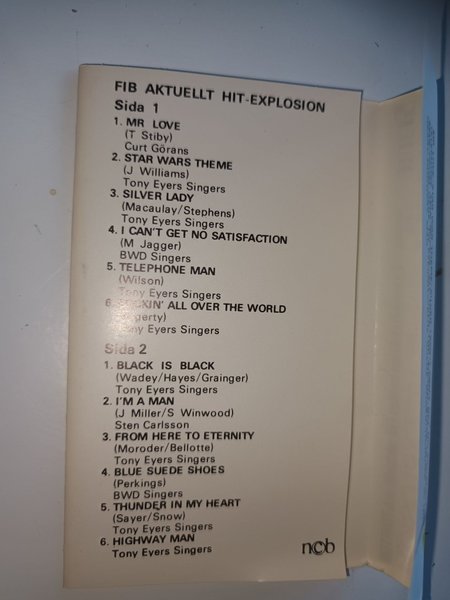 FIB AKTUELLT HIT-EXPLOSION
Sida 1
1. MR LOVE
(T Stiby)
Curt Görans
2. STAR WARS THEME
(J Williams)
Tony Eyers Singers
3. SILVER LADY
(Macaulay/Stephens)
Tony Eyers Singers
4. I CAN'T GET NO SATISFACTION
(M Jagger)
BWD Singers
5. TELEPHONE MAN
(Wilson)
Tony Eyers Singers
6. ROCKIN' ALL OVER THE WORLD
(Fogerty)
Tony Eyers Singers
Sida 2
1. BLACK IS BLACK
(Wadey/Hayes/Grainger)
Tony Eyers Singers
2. I'M A MAN
(J Miller/S Winwood)
Sten Carlsson
3. FROM HERE TO ETERNITY
(Moroder/Bellotte)
Tony Eyers Singers
4. BLUE SUEDE SHOES
(Perkings)
BWD Singers
5. THUNDER IN MY HEART
(Sayer/Snow)
Tony Eyers Singers
6. HIGHWAY MAN
Tony Eyers Singers
ncb